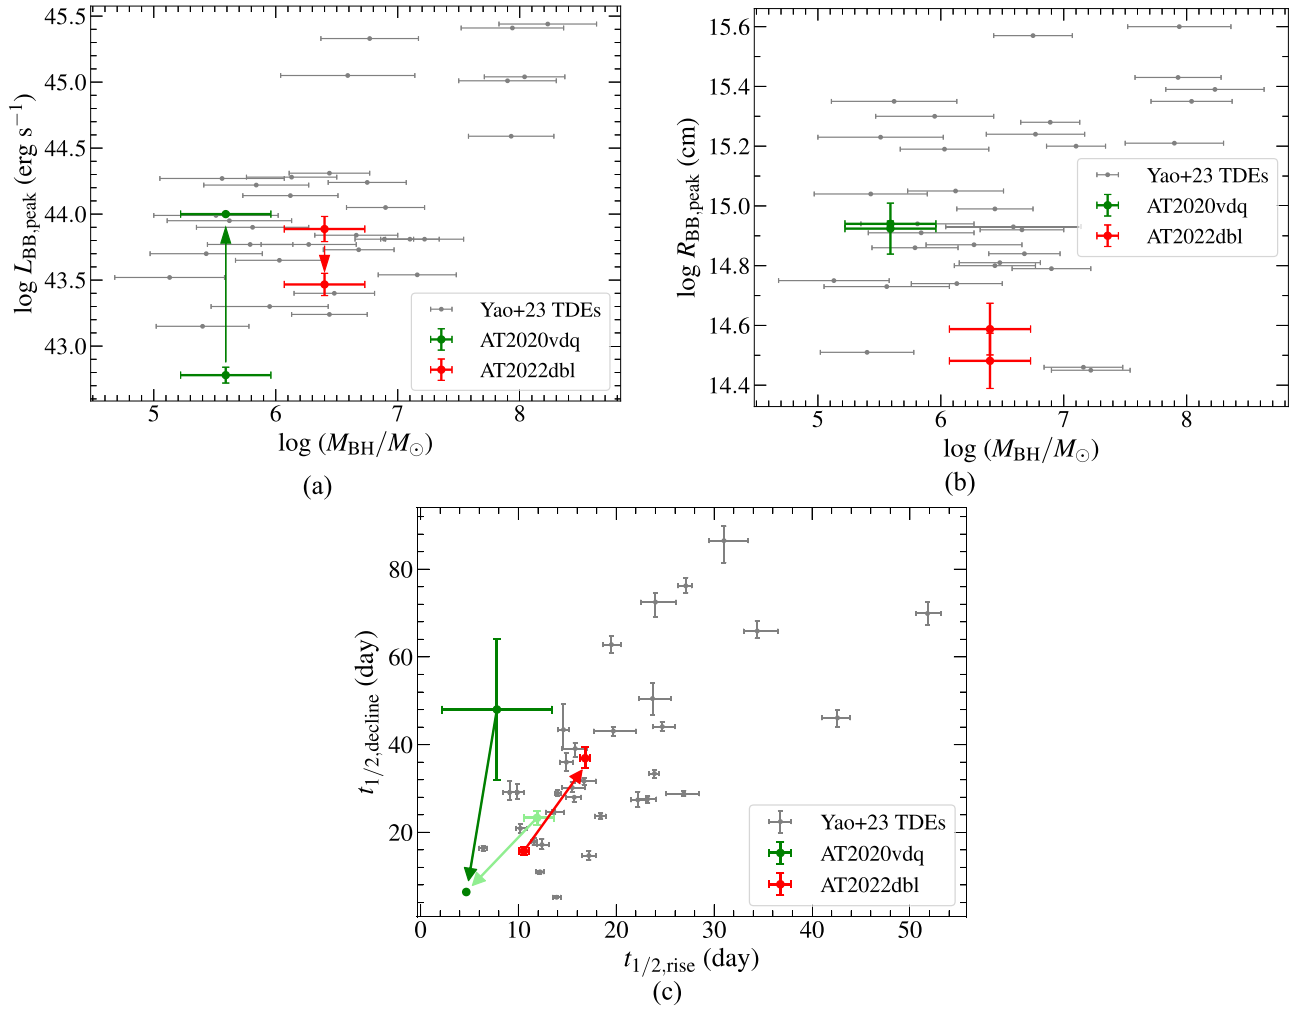 45.5
45.0
44.5
44.0
43.5
43.0
log L_BB,peak (erg s^−1)
Yao+23 TDEs
AT2020vdq
AT2022dbl
5 6 7 8
log (M_BH/M_⊙)
(a)
15.6
15.4
15.2
15.0
14.8
14.6
14.4
log R_BB,peak (cm)
Yao+23 TDEs
AT2020vdq
AT2022dbl
5 6 7 8
log (M_BH/M_⊙)
(b)
80
60
40
20
t_1/2,decline (day)
Yao+23 TDEs
AT2020vdq
AT2022dbl
0 10 20 30 40 50
t_1/2,rise (day)
(c)